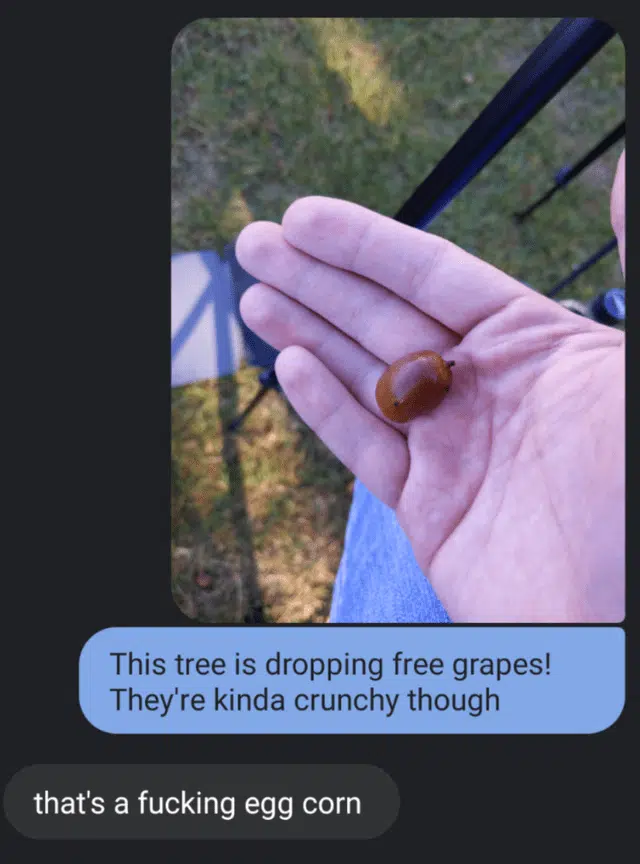 This tree is dropping free grapes!
They're kinda crunchy though
that's a fucking egg corn